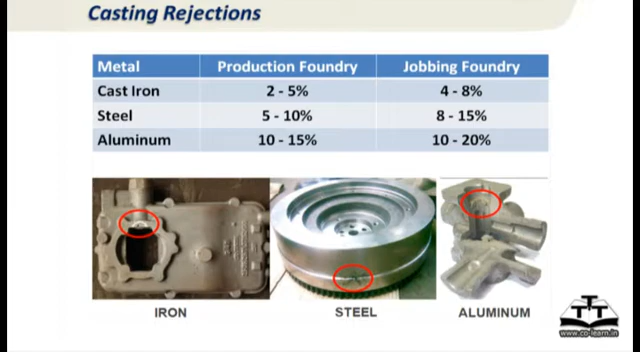 Casting Rejections
Metal Production Foundry Jobbing Foundry
Cast Iron 2 - 5% 4 - 8%
Steel 5 - 10% 8 - 15%
Aluminum 10 - 15% 10 - 20%
IRON STEEL ALUMINUM
TTT
www.co-learn.in